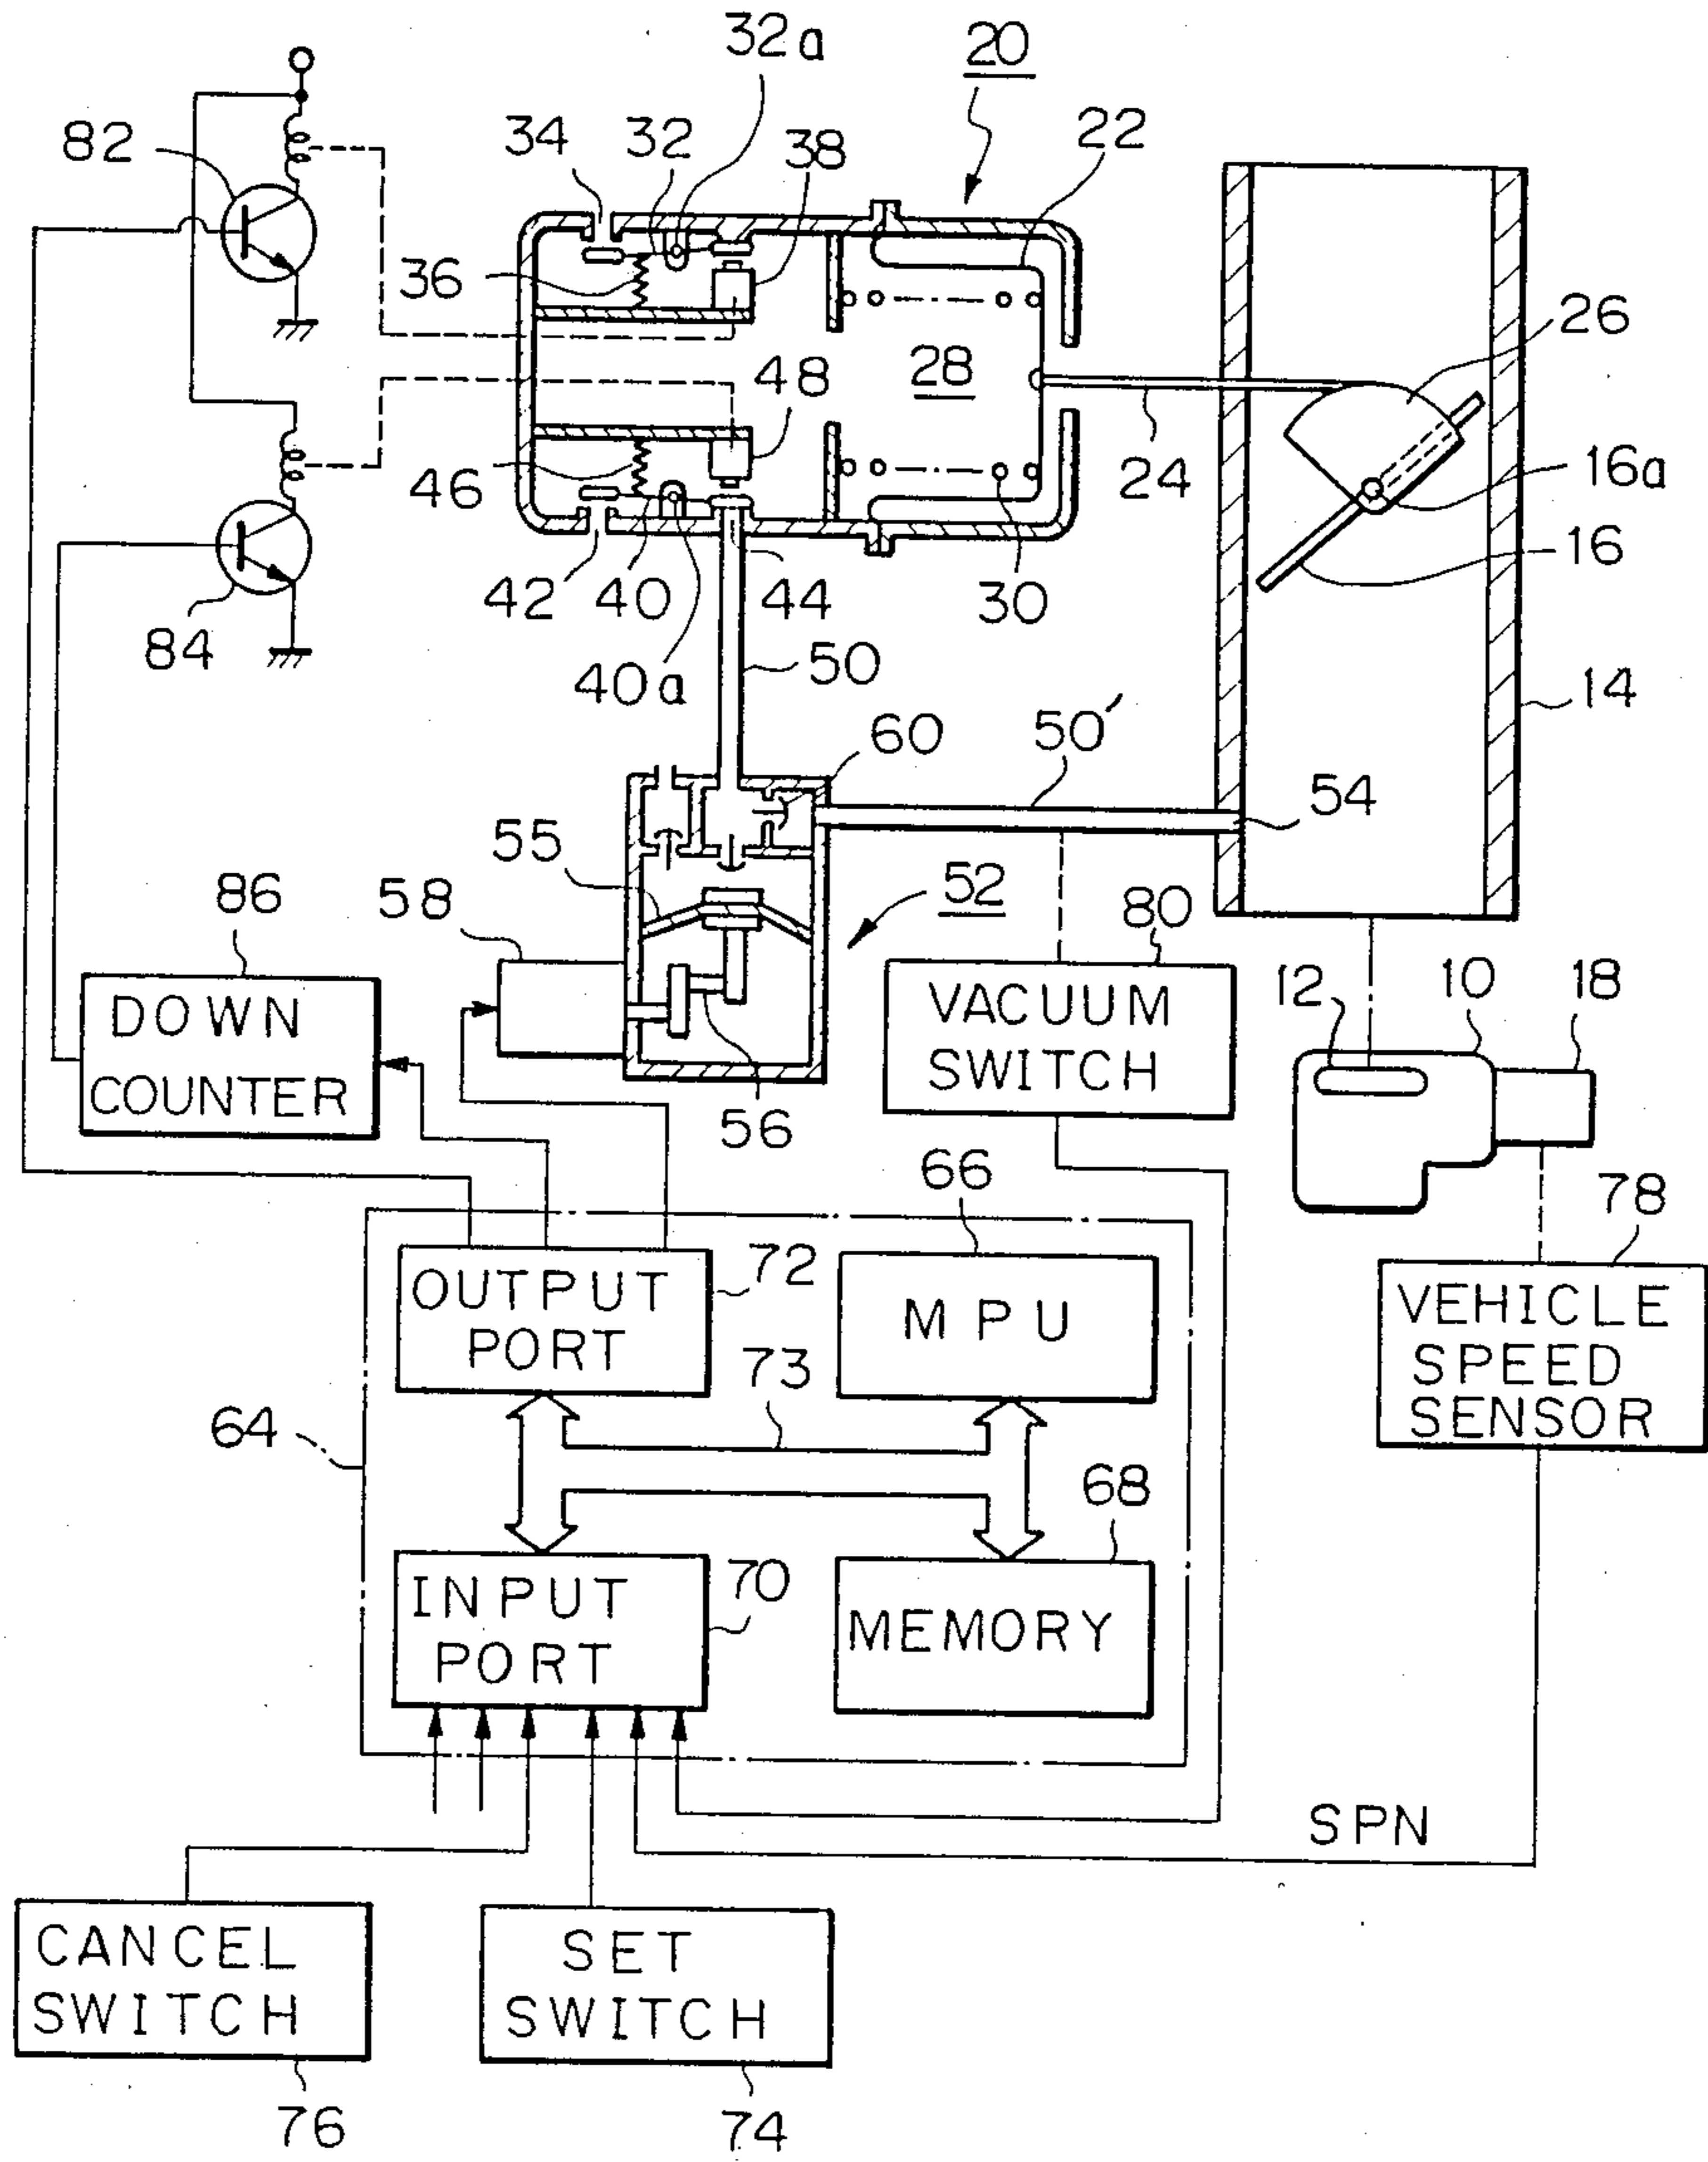 32a
20
82
34
32
38
22
36
26
28
48
46
24
16a
42
40
44
30
16
84
40a
50
14
60
50'
54
55
52
58
86
80
12
10
18
DOWN
COUNTER
VACUUM
SWITCH
56
66
78
72
OUTPUT
PORT
MPU
VEHICLE
SPEED
SENSOR
73
64
68
70
INPUT
PORT
MEMORY
SPN
CANCEL
SWITCH
SET
SWITCH
76
74